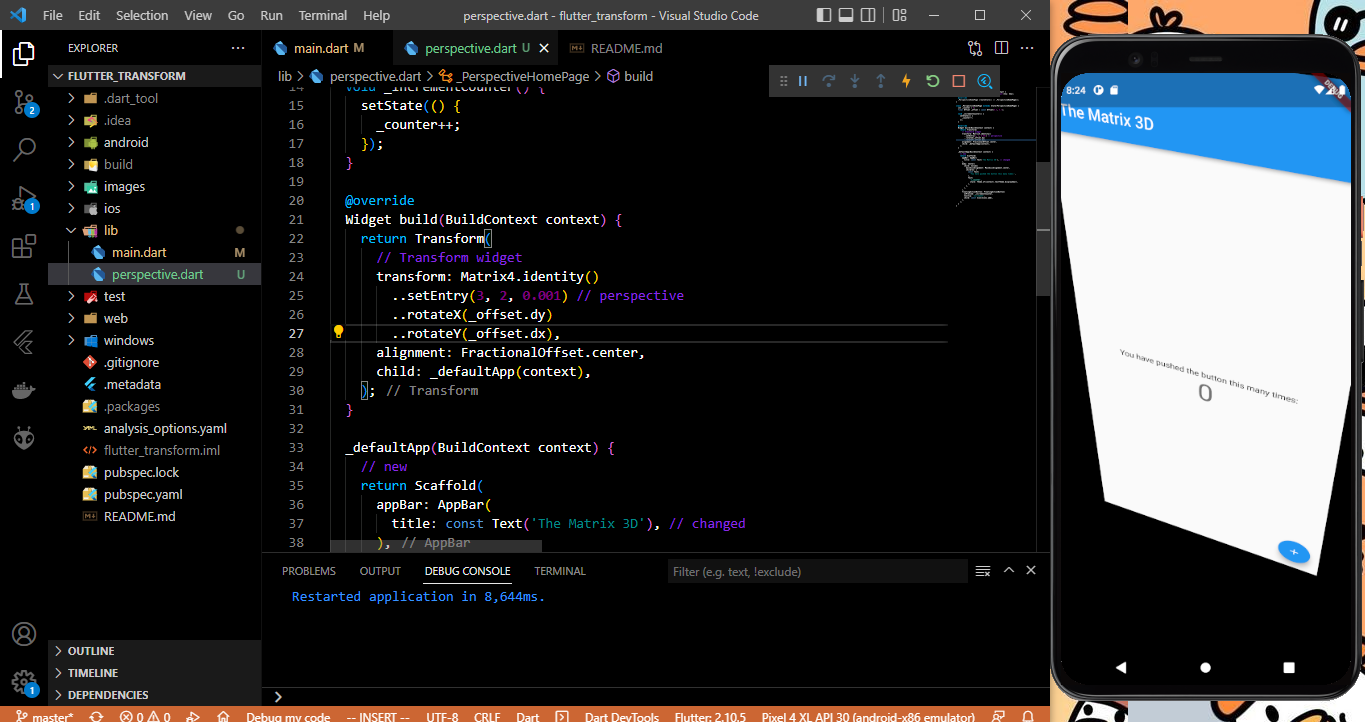 File Edit Selection View Go Run Terminal Help perspective.dart - flutter_transform - Visual Studio Code
EXPLORER
main.dart M perspective.dart U README.md
FLUTTER_TRANSFORM
.dart_tool
.idea
android
build
images
ios
lib
main.dart M
perspective.dart U
test
web
windows
.gitignore
.metadata
.packages
analysis_options.yaml
flutter_transform.iml
pubspec.lock
pubspec.yaml
README.md
OUTLINE
TIMELINE
DEPENDENCIES
2
1
1
lib > perspective.dart > _PerspectiveHomePage > build
14 void _incrementCounter() {
15 setState(() {
16 _counter++;
17 });
18 }
19
20 @override
21 Widget build(BuildContext context) {
22 return Transform(
23 // Transform widget
24 transform: Matrix4.identity()
25 ..setEntry(3, 2, 0.001) // perspective
26 ..rotateX(_offset.dy)
27 ..rotateY(_offset.dx),
28 alignment: FractionalOffset.center,
29 child: _defaultApp(context),
30 ); // Transform
31 }
32
33 _defaultApp(BuildContext context) {
34 // new
35 return Scaffold(
36 appBar: AppBar(
37 title: const Text('The Matrix 3D'), // changed
38 ), // AppBar
PROBLEMS OUTPUT DEBUG CONSOLE TERMINAL Filter (e.g. text, !exclude)
Restarted application in 8,644ms.
master* 0 0 Debug my code -- INSERT -- UTF-8 CRLF Dart Dart DevTools Flutter: 2.10.5 Pixel 4 XL API 30 (android-x86 emulator)
8:24
DEBUG
The Matrix 3D
You have pushed the button this many times:
0
+